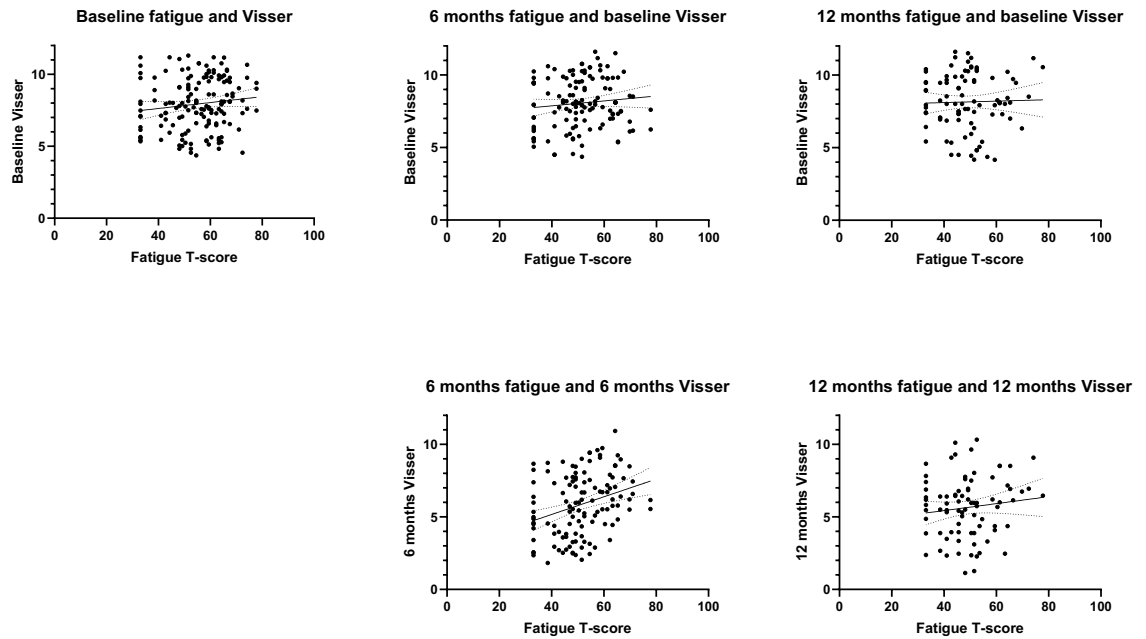 Baseline fatigue and Visser
6 months fatigue and baseline Visser
12 months fatigue and baseline Visser
Baseline Visser
10
5
0
0 20 40 60 80 100
Fatigue T-score
Baseline Visser
10
5
0
0 20 40 60 80 100
Fatigue T-score
Baseline Visser
10
5
0
0 20 40 60 80 100
Fatigue T-score
6 months fatigue and 6 months Visser
12 months fatigue and 12 months Visser
6 months Visser
10
5
0
0 20 40 60 80 100
Fatigue T-score
12 months Visser
10
5
0
0 20 40 60 80 100
Fatigue T-score